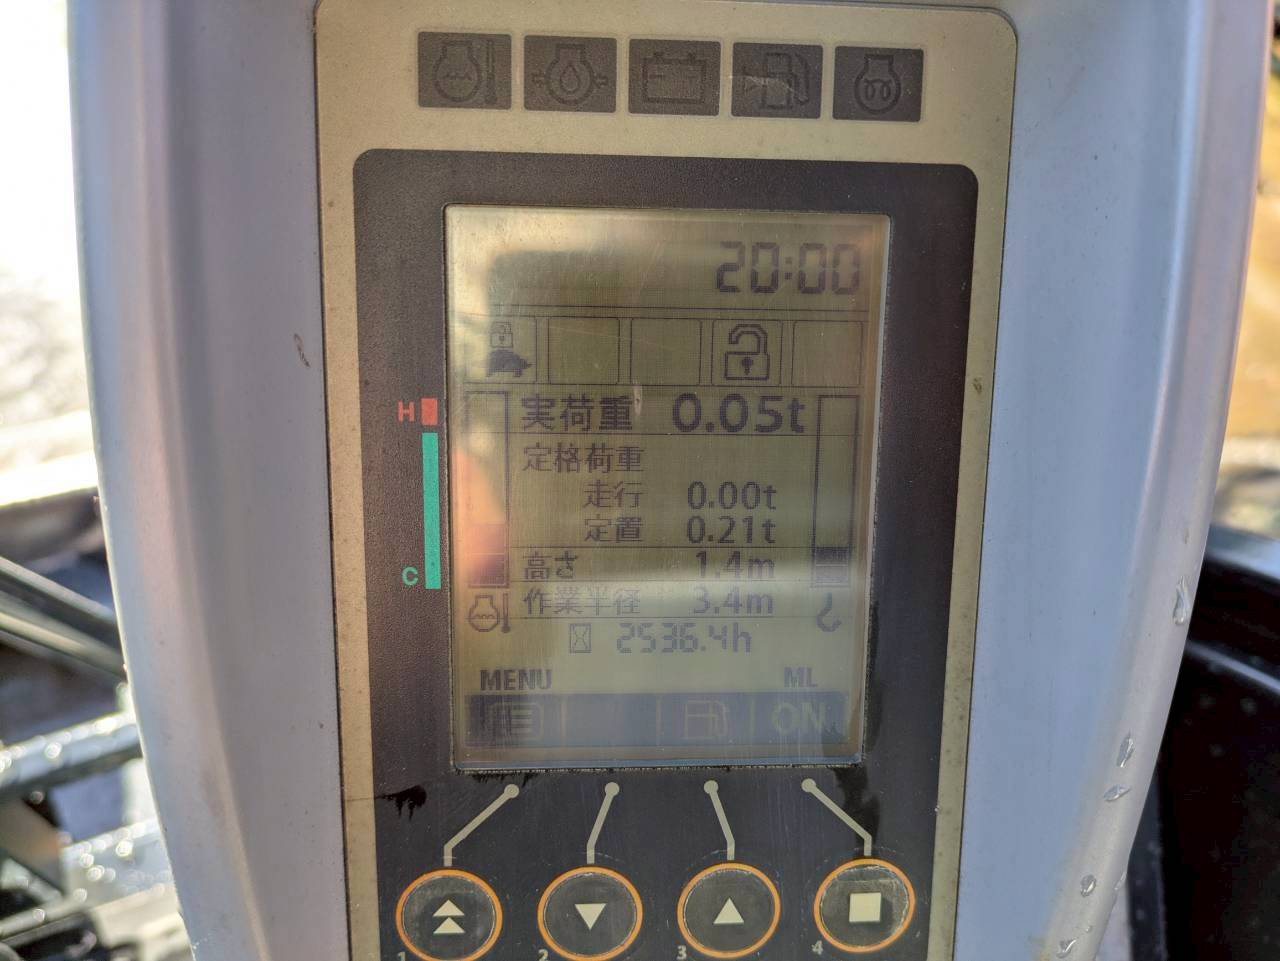 20:00
H
実荷重 0.05t
定格荷重
走行 0.00t
定置 0.21t
高さ 1.4m
C
作業半径 3.4m
2536.4h
MENU ML
ON
1 2 3 4